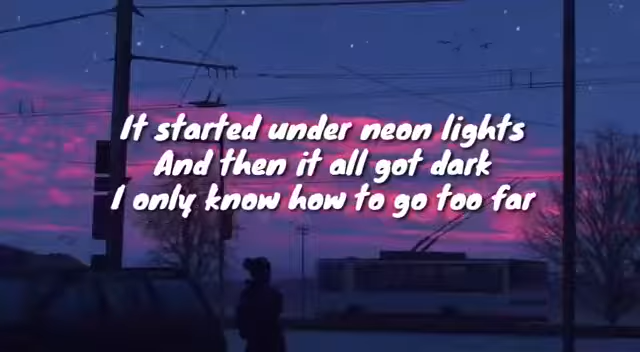 It started under neon lights
And then it all got dark
I only know how to go too far